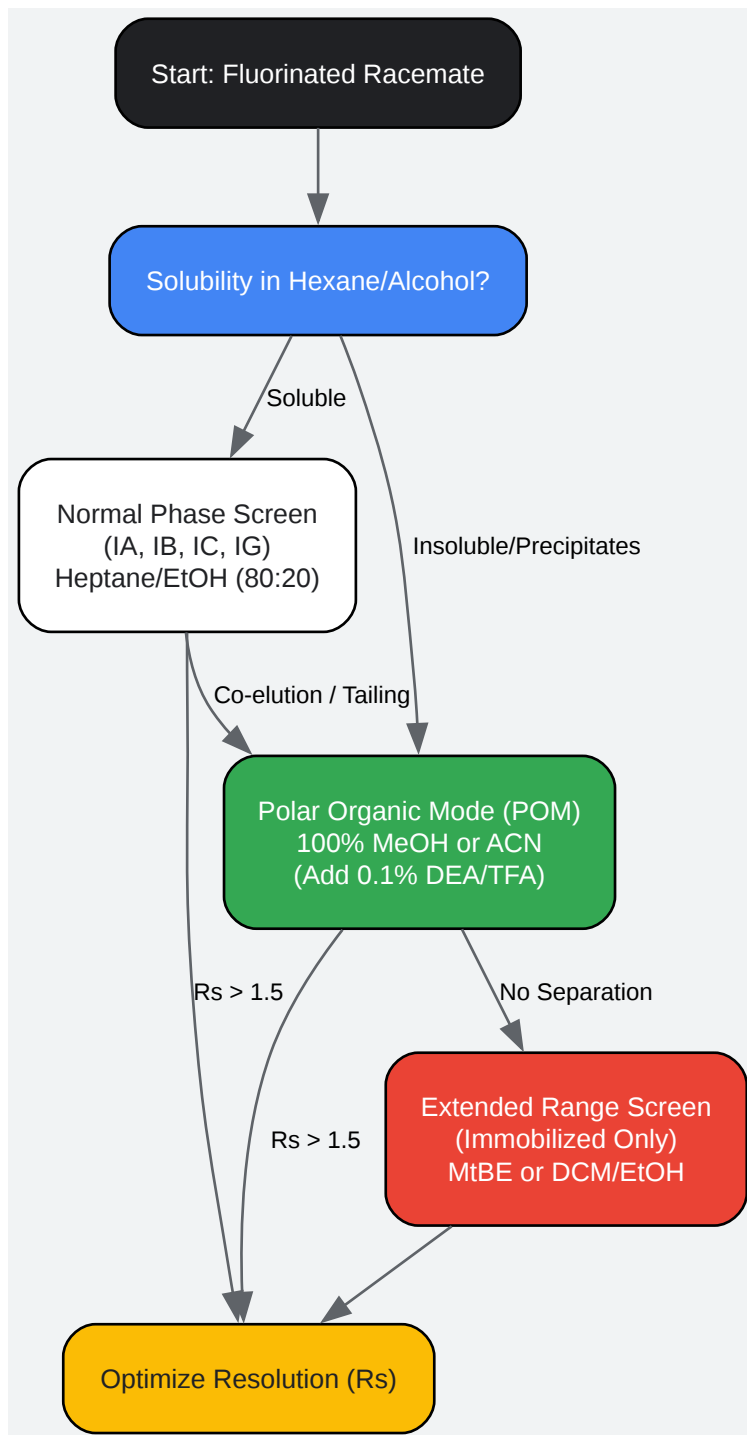 Start: Fluorinated Racemate
Solubility in Hexane/Alcohol?
Soluble
Normal Phase Screen
(IA, IB, IC, IG)
Heptane/EtOH (80:20)
Insoluble/Precipitates
Co-elution / Tailing
Polar Organic Mode (POM)
100% MeOH or ACN
(Add 0.1% DEA/TFA)
Rs > 1.5
No Separation
Extended Range Screen
(Immobilized Only)
MtBE or DCM/EtOH
Rs > 1.5
Optimize Resolution (Rs)